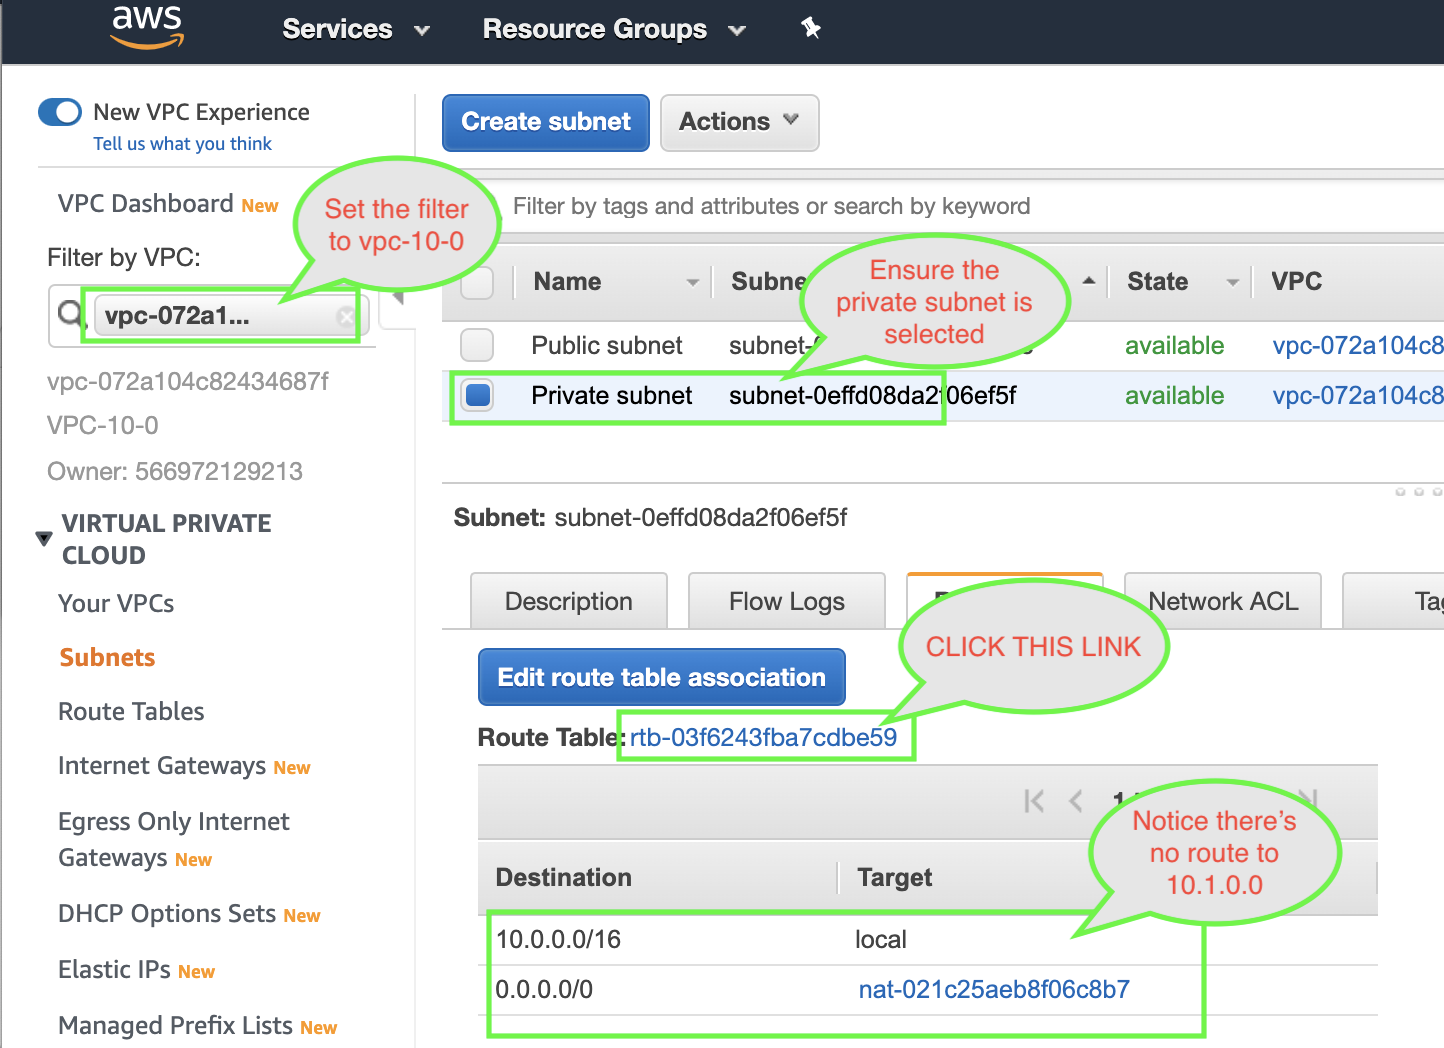 aws
Services
Resource Groups
New VPC Experience
Tell us what you think
VPC Dashboard New
Filter by VPC:
vpc-072a1...
vpc-072a104c82434687f
VPC-10-0
Owner: 566972129213
VIRTUAL PRIVATE
CLOUD
Your VPCs
Subnets
Route Tables
Internet Gateways New
Egress Only Internet
Gateways New
DHCP Options Sets New
Elastic IPs New
Managed Prefix Lists New
Set the filter
to vpc-10-0
Create subnet
Actions
Filter by tags and attributes or search by keyword
Ensure the
private subnet is
selected
Name
State
VPC
Public subnet
available
vpc-072a104c8
Private subnet
subnet-0effd08da2f06ef5f
available
vpc-072a104c8
Subnet: subnet-0effd08da2f06ef5f
Description
Flow Logs
Network ACL
CLICK THIS LINK
Edit route table association
Route Table: rtb-03f6243fba7cdbe59
Notice there's
no route to
10.1.0.0
Destination
Target
10.0.0.0/16
local
0.0.0.0/0
nat-021c25aeb8f06c8b7